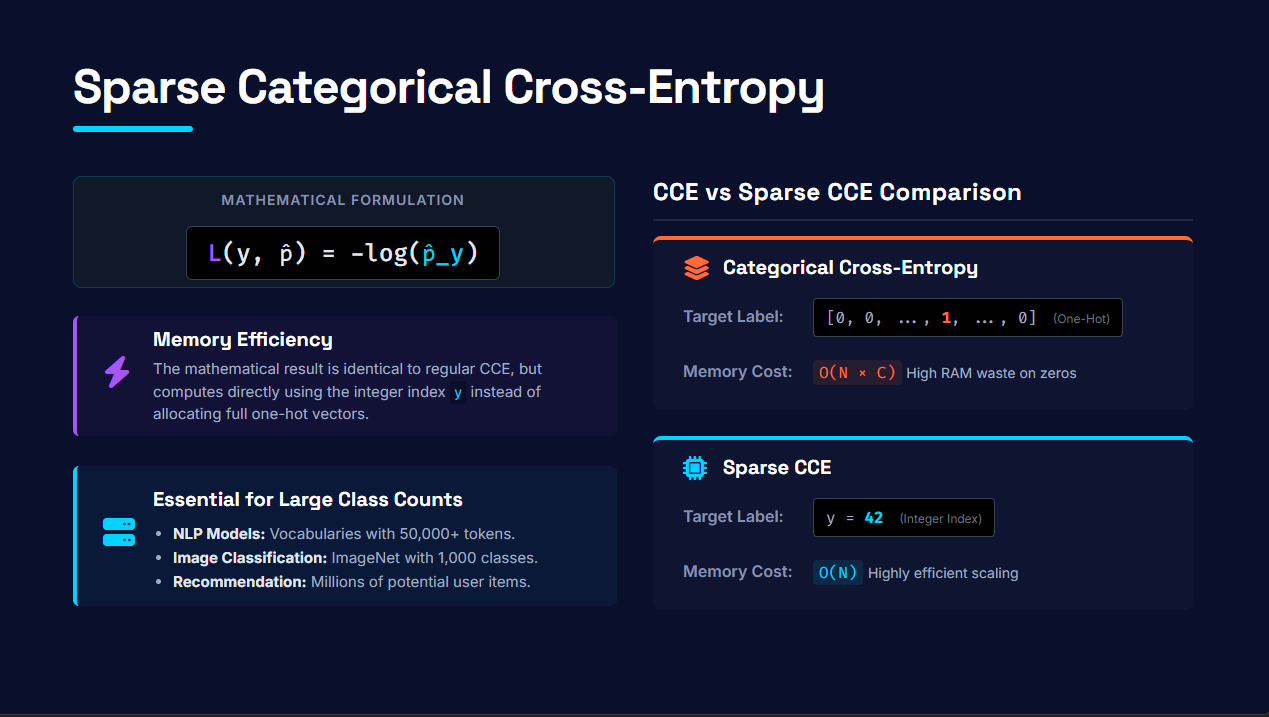 Sparse Categorical Cross-Entropy
MATHEMATICAL FORMULATION
L(y, p̂) = -log(p̂_y)
Memory Efficiency
The mathematical result is identical to regular CCE, but
computes directly using the integer index y instead of
allocating full one-hot vectors.
Essential for Large Class Counts
• NLP Models: Vocabularies with 50,000+ tokens.
• Image Classification: ImageNet with 1,000 classes.
• Recommendation: Millions of potential user items.
CCE vs Sparse CCE Comparison
Categorical Cross-Entropy
Target Label: [0, 0, ..., 1, ..., 0] (One-Hot)
Memory Cost: O(N × C) High RAM waste on zeros
Sparse CCE
Target Label: y = 42 (Integer Index)
Memory Cost: O(N) Highly efficient scaling